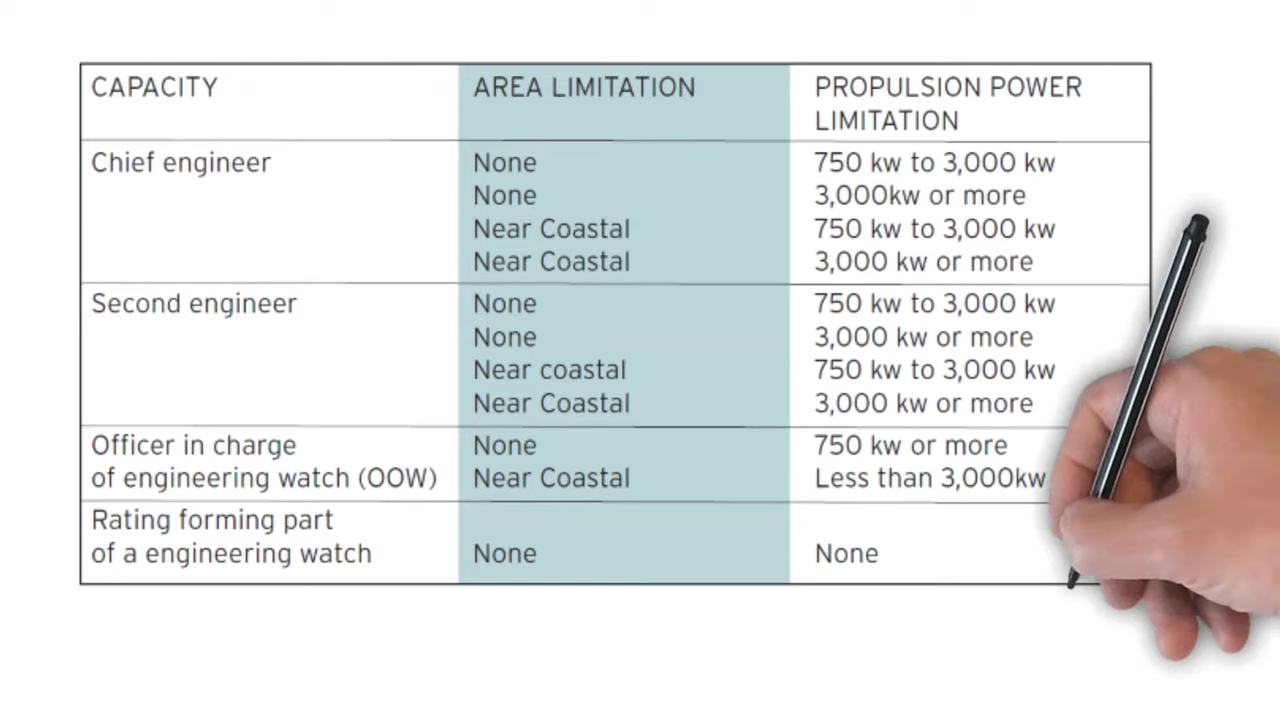 CAPACITY AREA LIMITATION PROPULSION POWER
LIMITATION
Chief engineer None 750 kw to 3,000 kw
None 3,000kw or more
Near Coastal 750 kw to 3,000 kw
Near Coastal 3,000 kw or more
Second engineer None 750 kw to 3,000 kw
None 3,000 kw or more
Near coastal 750 kw to 3,000 kw
Near Coastal 3,000 kw or more
Officer in charge None 750 kw or more
of engineering watch (OOW) Near Coastal Less than 3,000kw
Rating forming part
of a engineering watch None None